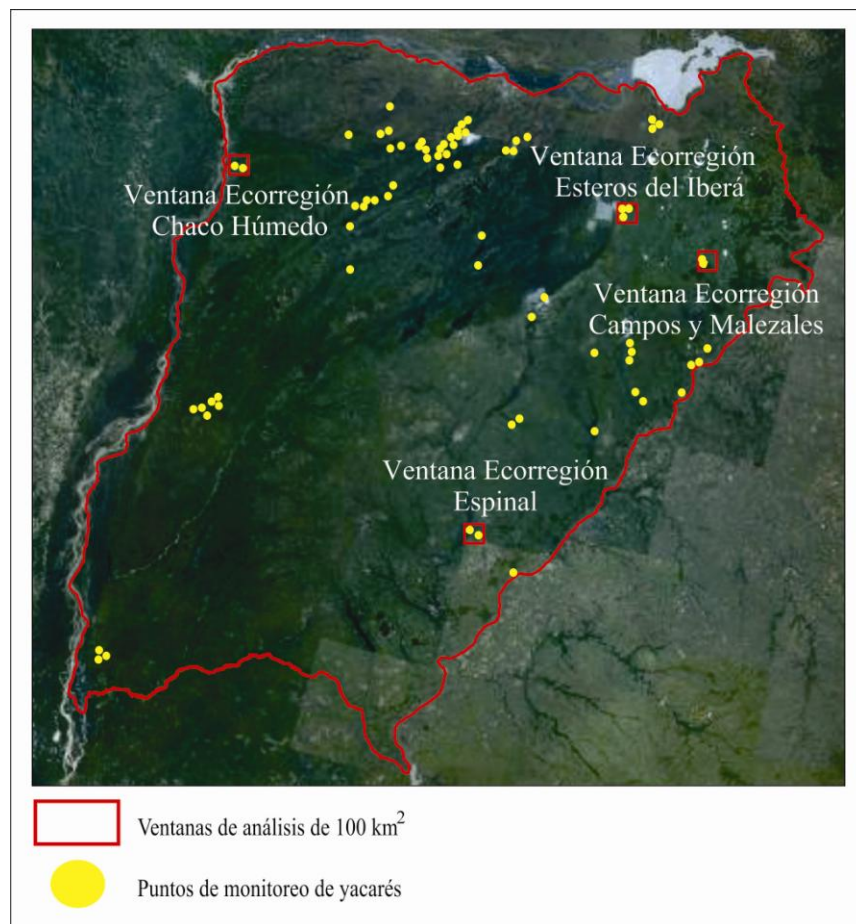 Ventana Ecorregión
Esteros del Iberá
Ventana Ecorregión
Chaco Húmedo
Ventana Ecorregión
Campos y Malezales
Ventana Ecorregión
Espinal
Ventanas de análisis de 100 km²
Puntos de monitoreo de yacarés